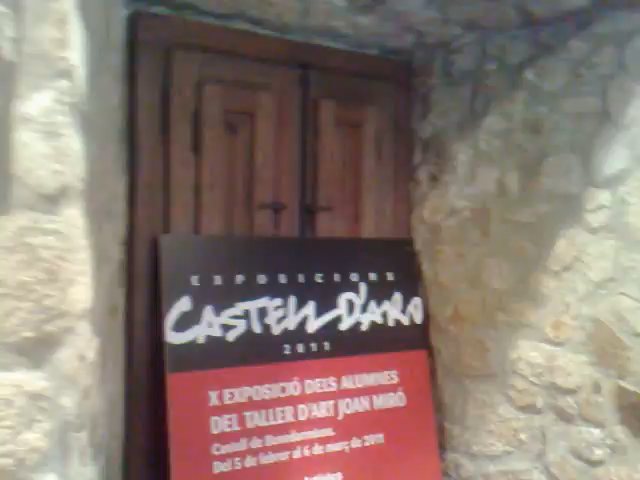 EXPOSICIONS
CASTELL D'ARO
2011
X EXPOSICIÓ DELS ALUMNES
DEL TALLER D'ART JOAN MIRÓ
Castell de Benedormiens.
Del 5 de febrer al 6 de març de 2011